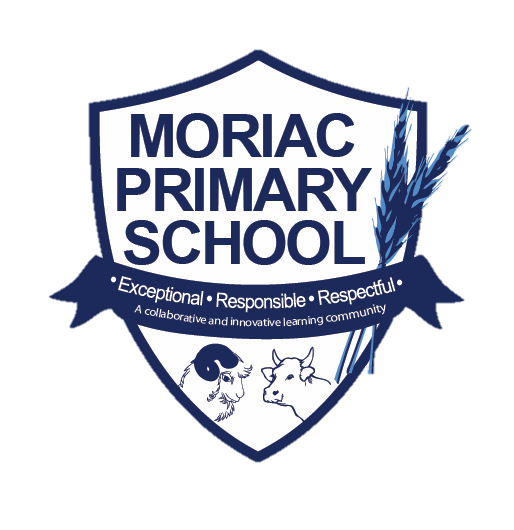 MORIAC
PRIMARY
SCHOOL
• Exceptional • Responsible • Respectful •
A collaborative and innovative learning community